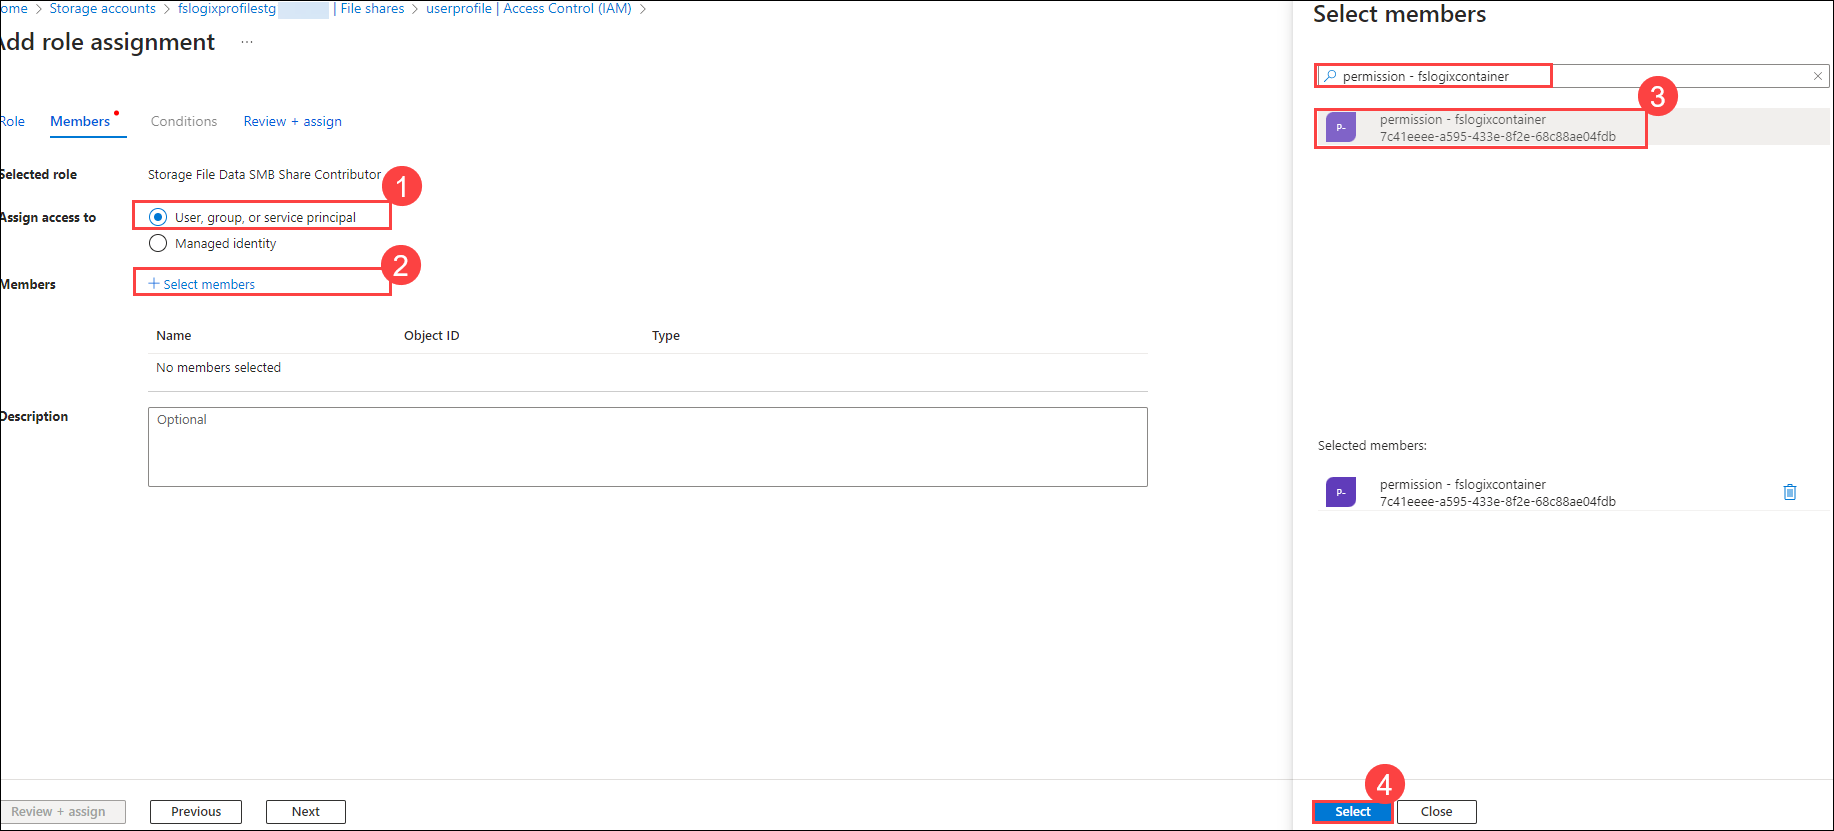 ome > Storage accounts > fslogixprofilestg | File shares > userprofile | Access Control (IAM) >
Add role assignment ...
Role Members Conditions Review + assign
Selected role Storage File Data SMB Share Contributor
1
Assign access to User, group, or service principal
Managed identity
2
Members + Select members
Name Object ID Type
No members selected
Description Optional
Review + assign Previous Next
Select members
permission - fslogixcontainer
3
P-
permission - fslogixcontainer
7c41eeee-a595-433e-8f2e-68c88ae04fdb
Selected members:
P-
permission - fslogixcontainer
7c41eeee-a595-433e-8f2e-68c88ae04fdb
4
Select Close